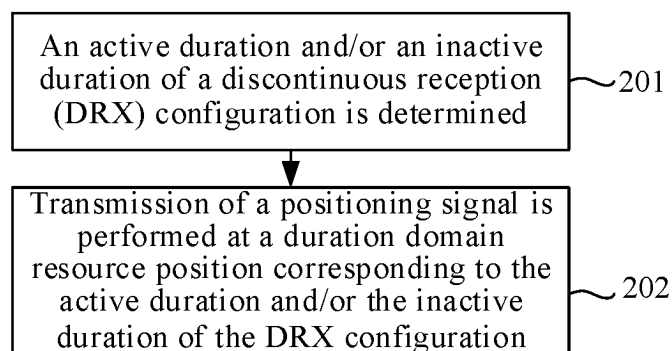 An active duration and/or an inactive
duration of a discontinuous reception
(DRX) configuration is determined
201
Transmission of a positioning signal is
performed at a duration domain
resource position corresponding to the
active duration and/or the inactive
duration of the DRX configuration
202